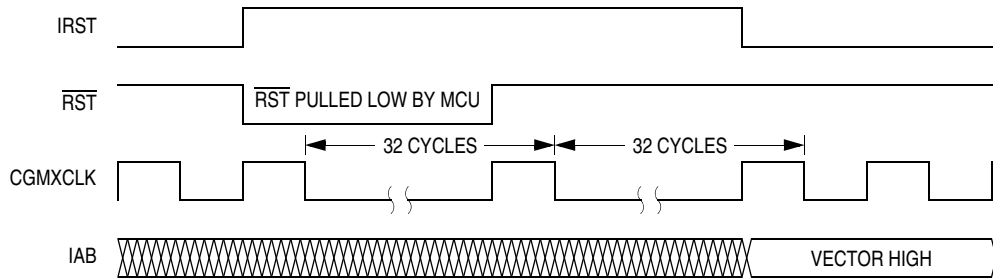 IRST
RST
RST PULLED LOW BY MCU
32 CYCLES 32 CYCLES
CGMXCLK
IAB VECTOR HIGH